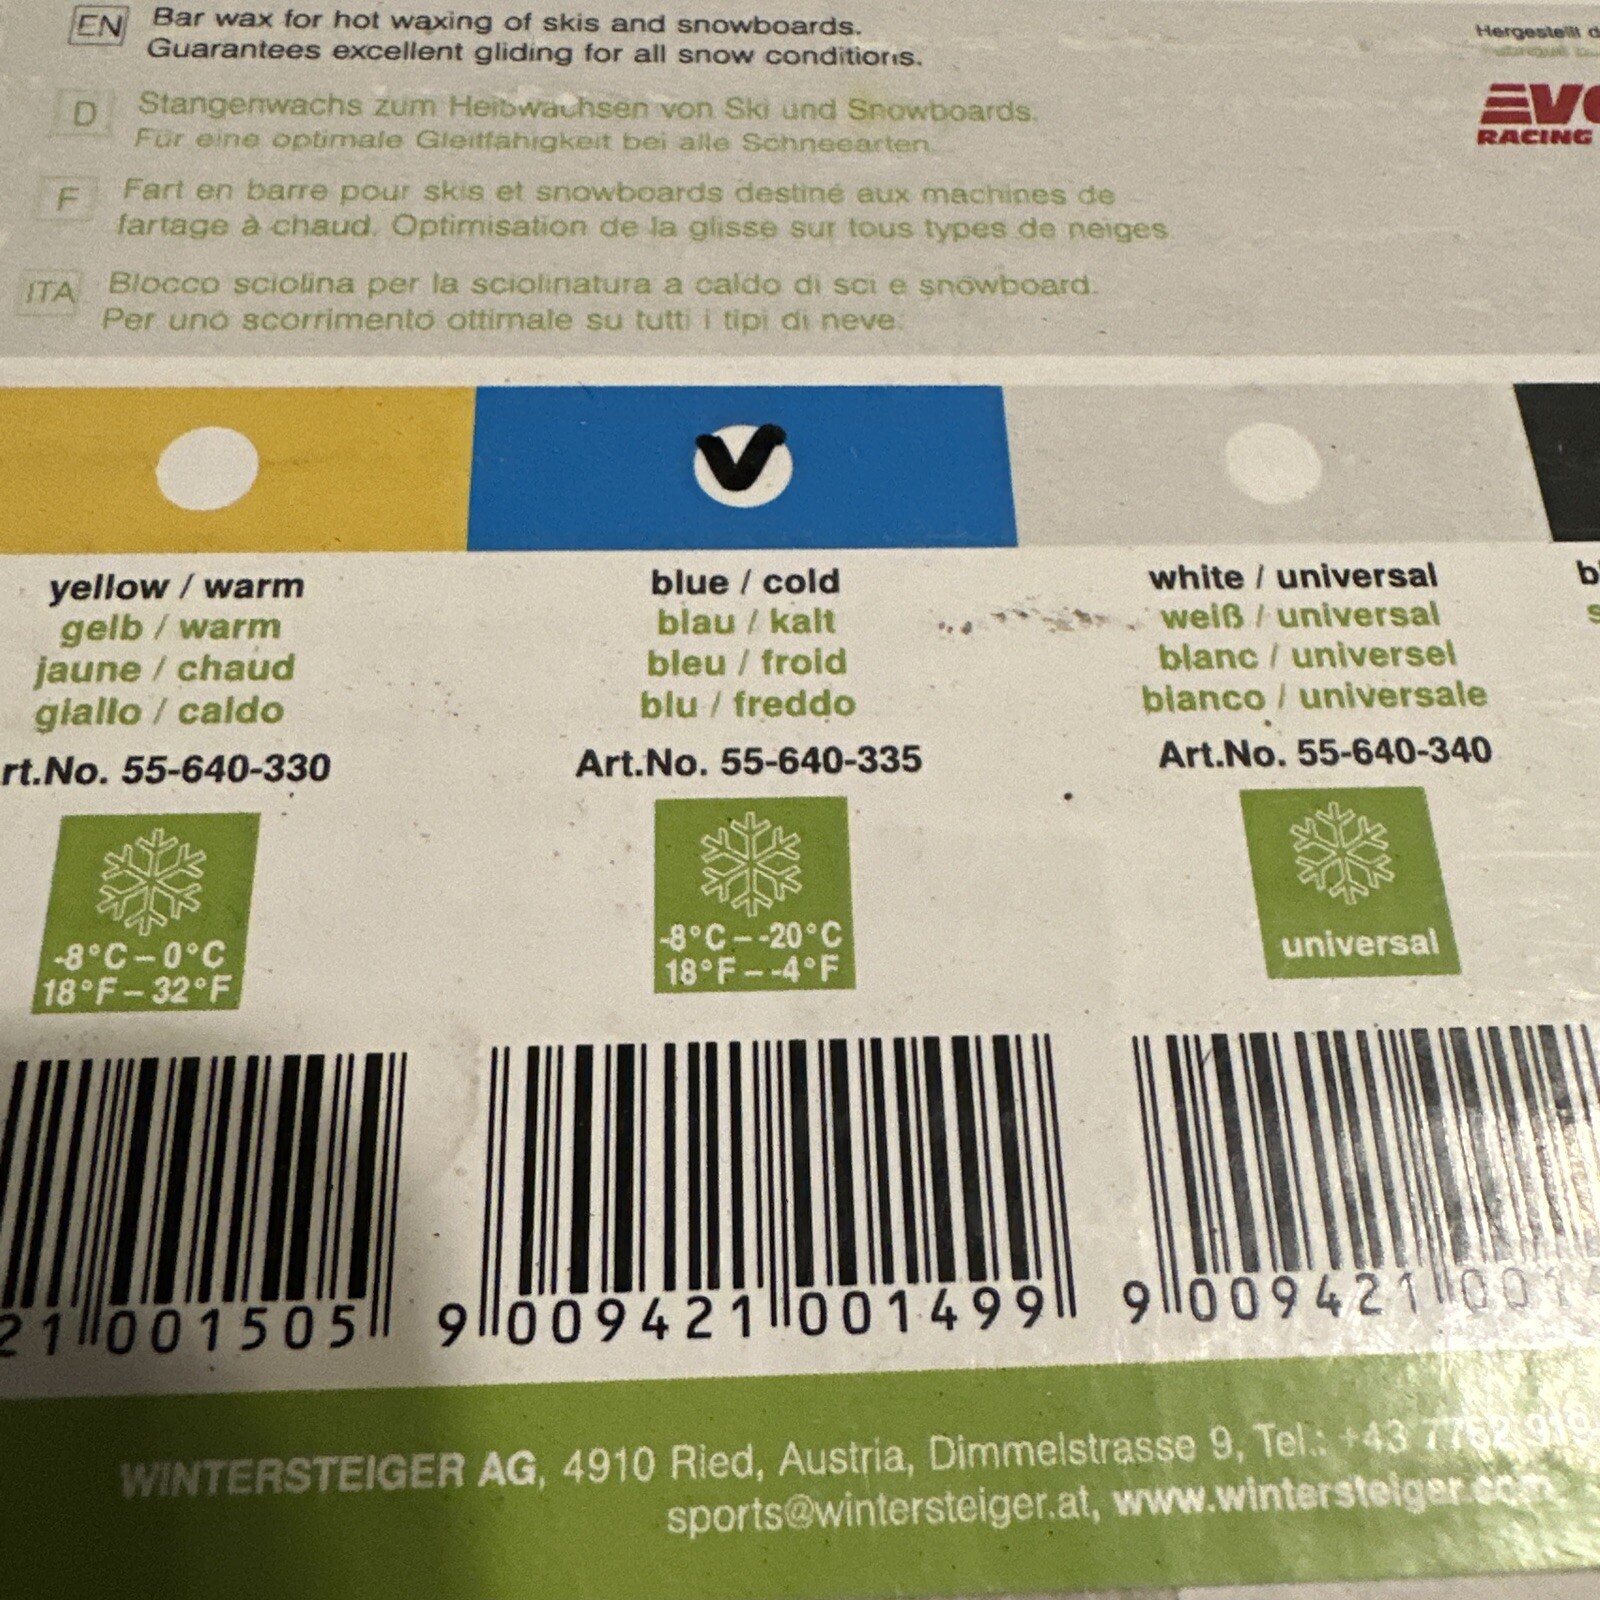 EN Bar wax for hot waxing of skis and snowboards.
Guarantees excellent gliding for all snow conditions.
Hergestellt
D Stangenwachs zum Heißwachsen von Ski und Snowboards.
Für eine optimale Gleitfähigkeit bei alle Schneearten.
RACING
F Fart en barre pour skis et snowboards destiné aux machines de
fartage à chaud. Optimisation de la glisse sur tous types de neiges
ITA Blocco sciolina per la sciolinatura a caldo di sci e snowboard.
Per uno scorrimento ottimale su tutti i tipi di neve.
yellow / warm
gelb / warm
jaune / chaud
giallo / caldo
rt.No. 55-640-330
-8°C – 0°C
18°F – 32°F
21 001505
blue / cold
blau / kalt
bleu / froid
blu / freddo
Art.No. 55-640-335
-8°C – -20°C
18°F – -4°F
9 009421 001499
white / universal
weiß / universal
blanc / universel
bianco / universale
Art.No. 55-640-340
universal
9 009421 001
WINTERSTEIGER AG, 4910 Ried, Austria, Dimmelstrasse 9, Tel.: +43 7752 919
sports@wintersteiger.at, www.wintersteiger.com